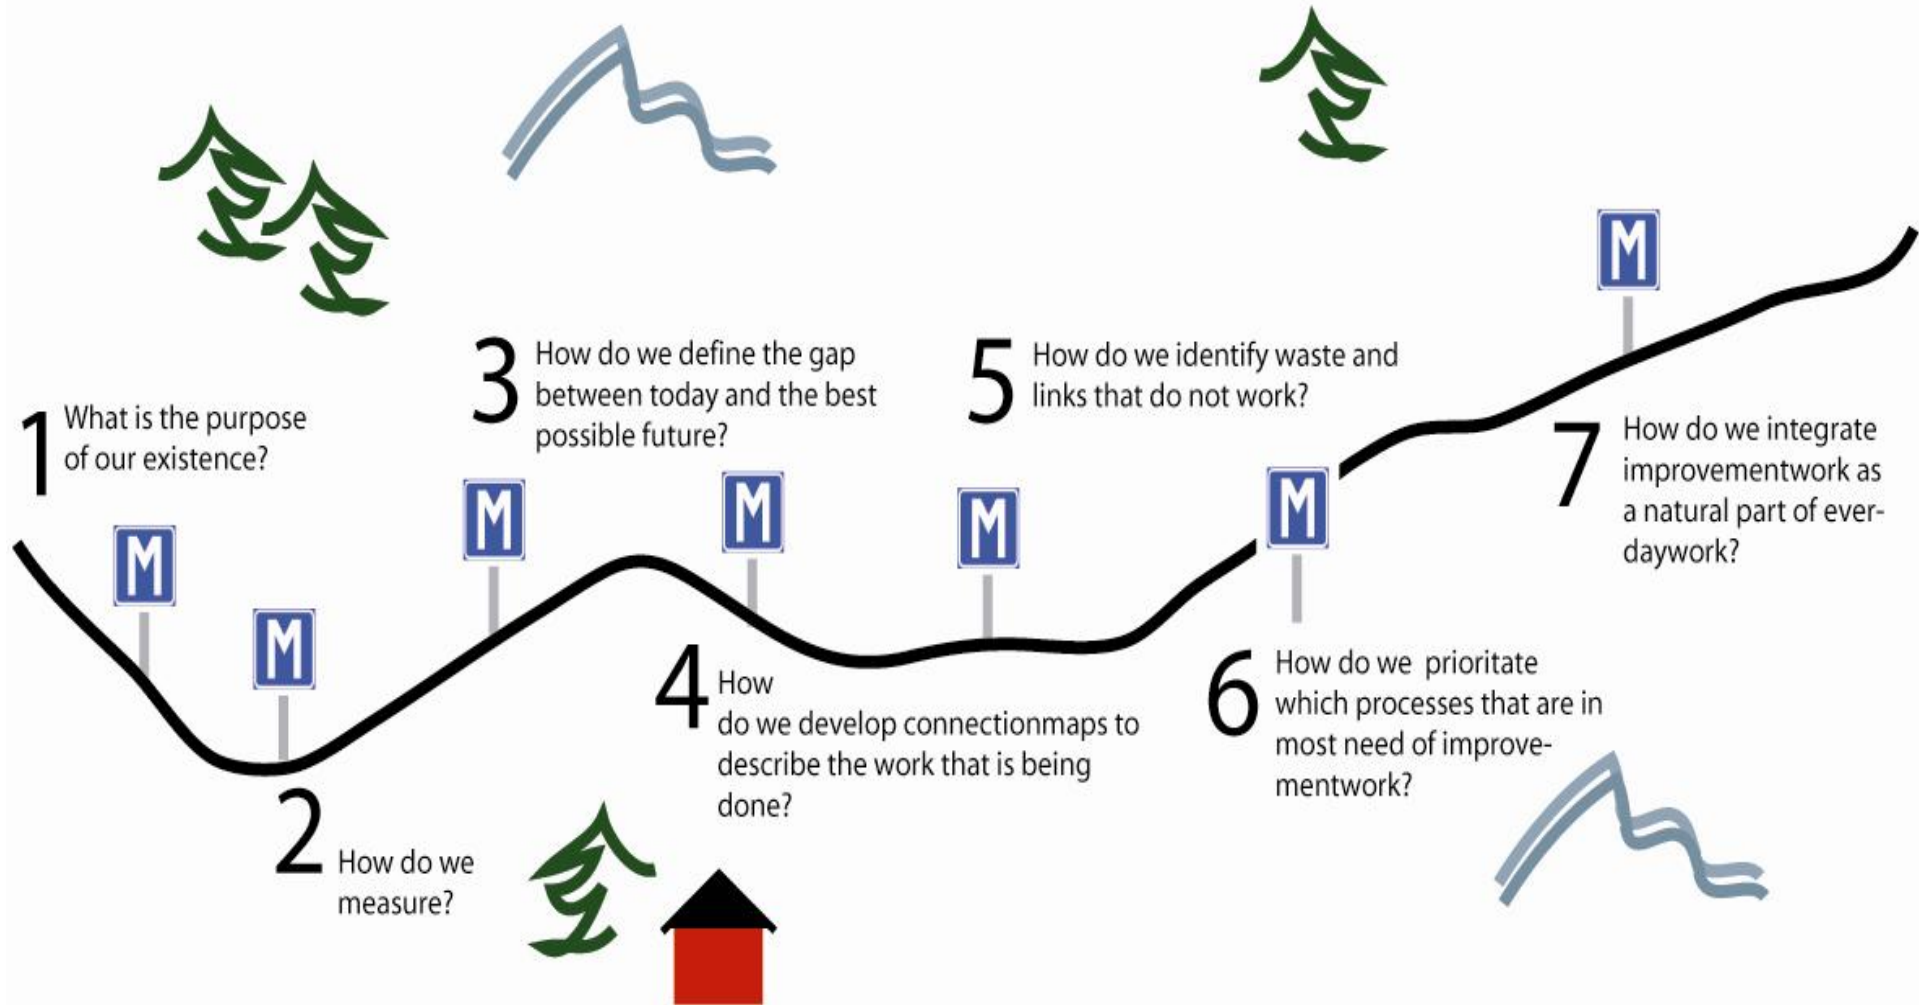 1
What is the purpose
of our existence?
M
M
2
How do we
measure?
3
How do we define the gap
between today and the best
possible future?
M
M
4
How
do we develop connectionmaps to
describe the work that is being
done?
5
How do we identify waste and
links that do not work?
M
M
6
How do we prioritate
which processes that are in
most need of improve-
mentwork?
M
7
How do we integrate
improvementwork as
a natural part of ever-
daywork?